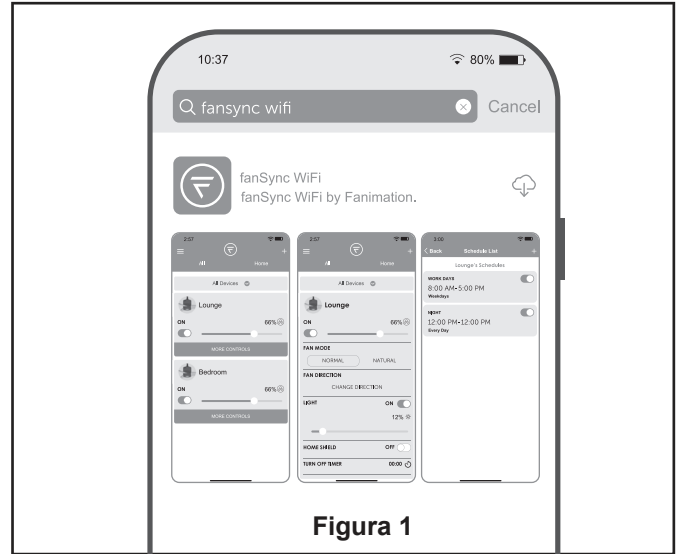 10:37
80%
fansync wifi
Cancel
fanSync WiFi
fanSync WiFi by Fanimation.
2:57
All Home
All Devices
Lounge
ON 66%
MORE CONTROLS
Bedroom
ON 66%
MORE CONTROLS
2:57
All Home
All Devices
Lounge
ON 66%
FAN MODE
NORMAL NATURAL
FAN DIRECTION
CHANGE DIRECTION
LIGHT ON
12%
HOME SHIELD OFF
TURN OFF TIMER 00:00
3:00
Back Schedule List +
Lounge's Schedules
WORK DAYS
8:00 AM-5:00 PM
Weekdays
NIGHT
12:00 PM-12:00 PM
Every Day
Figura 1